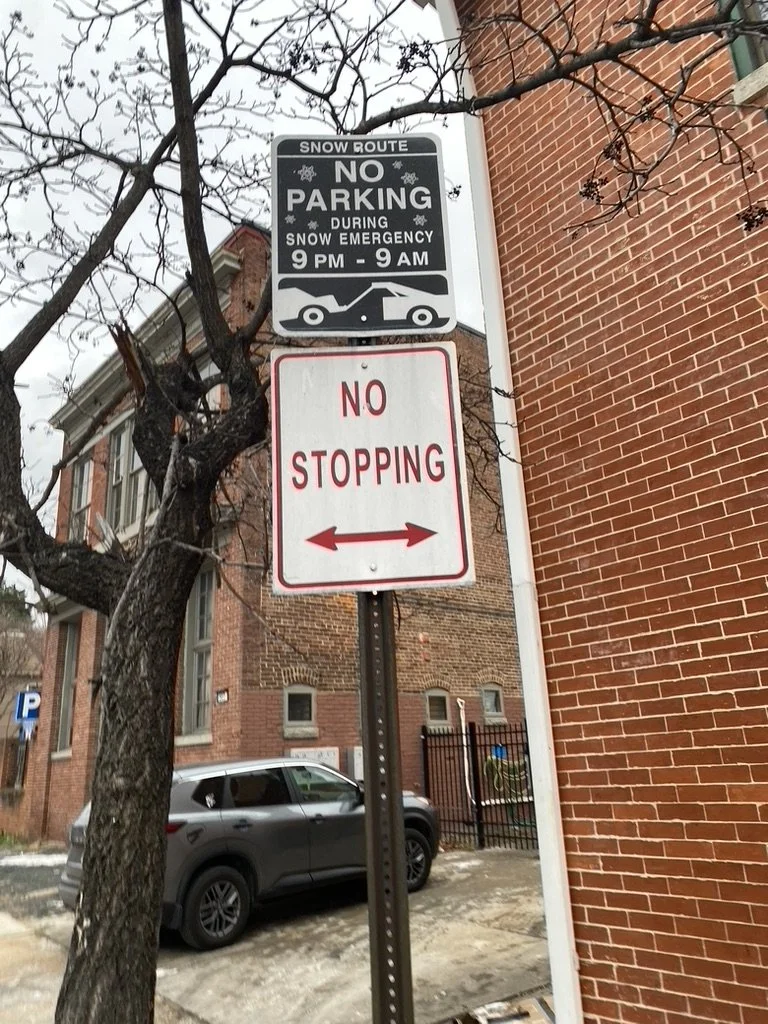 SNOW ROUTE
NO
PARKING
DURING
SNOW EMERGENCY
9 PM - 9 AM
NO
STOPPING
P